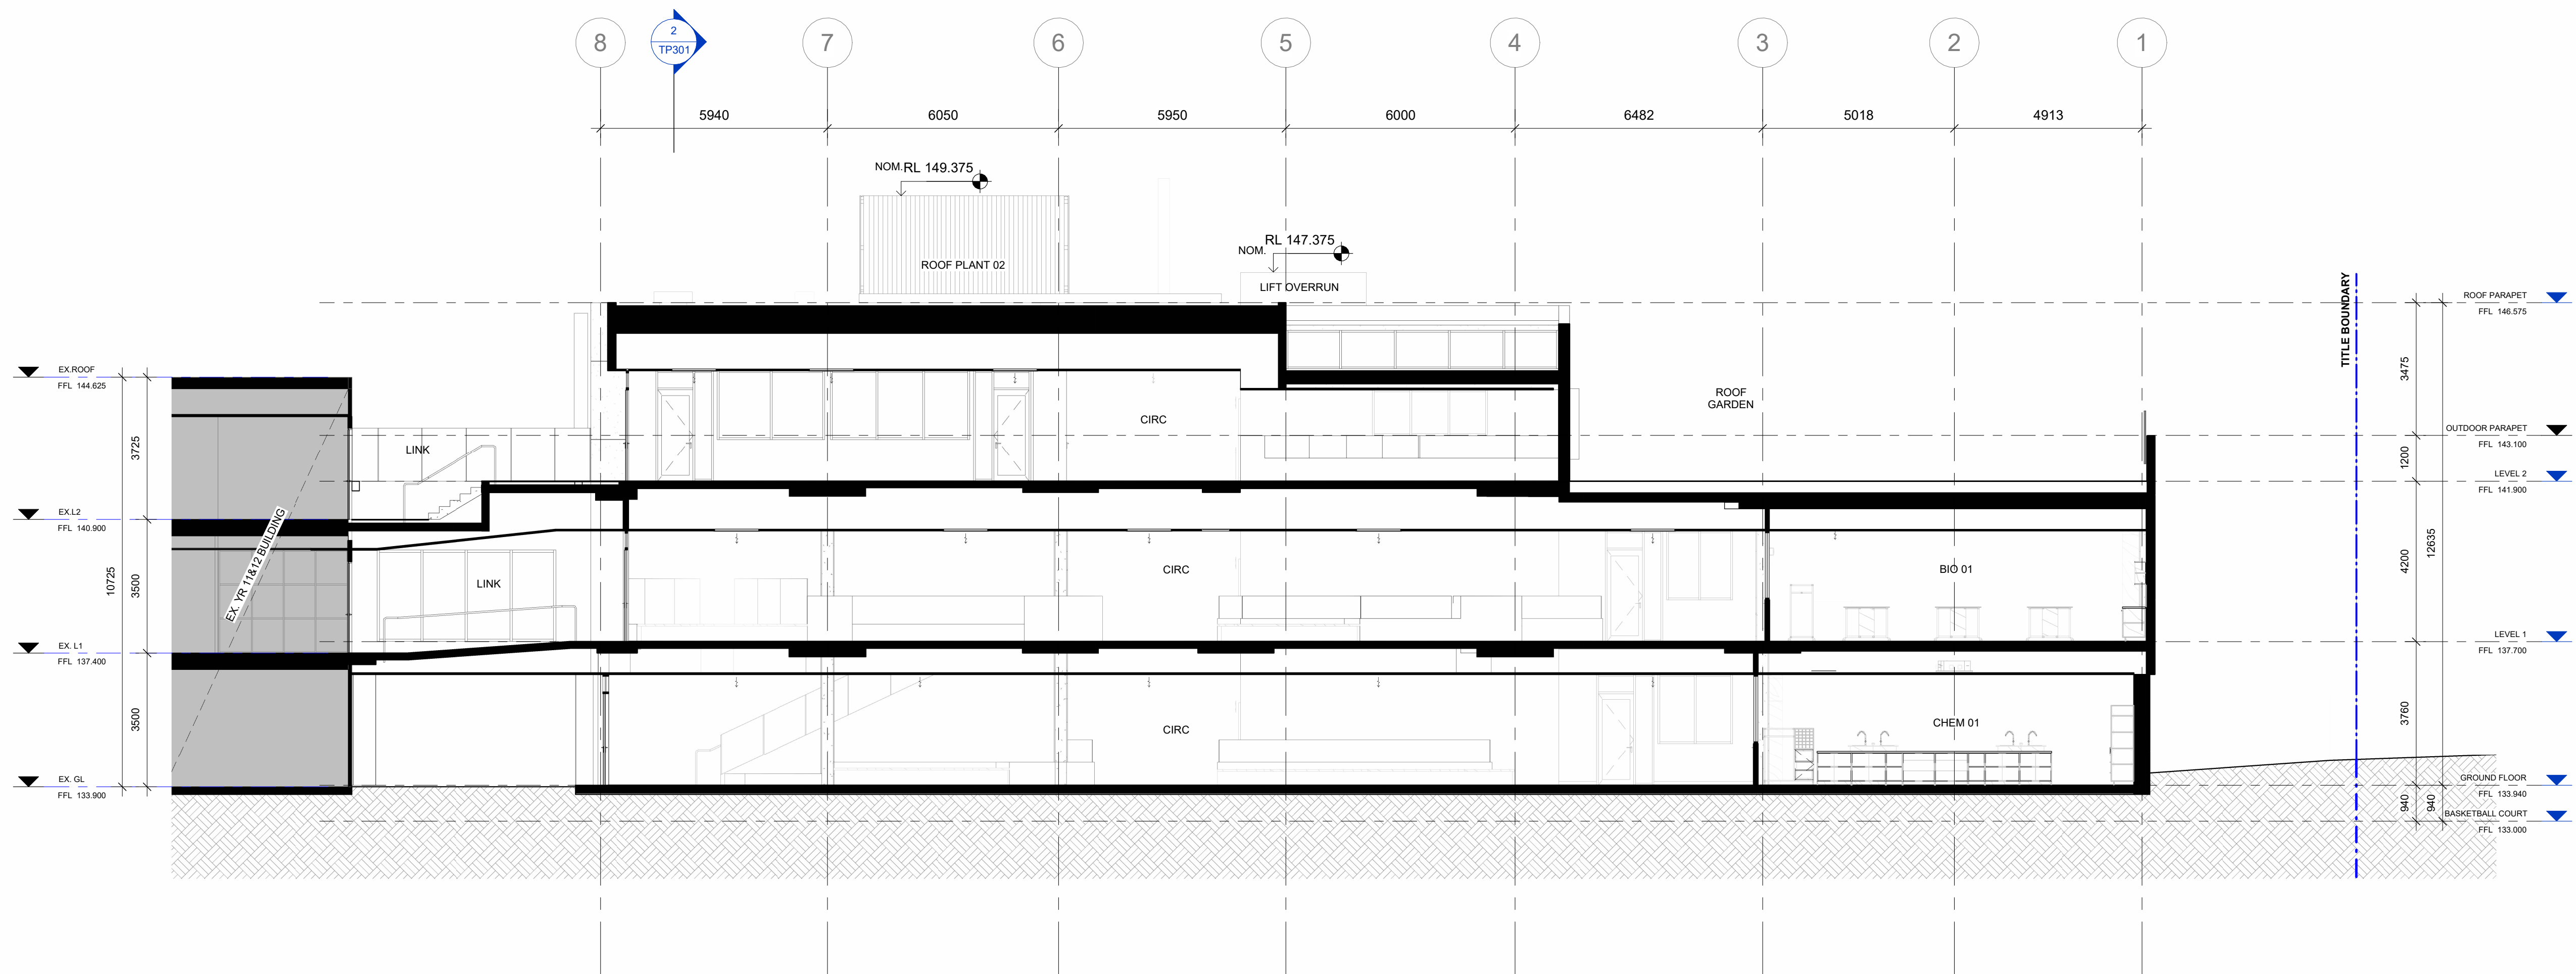 8
2
TP301
7
6
5
4
3
2
1
5940
6050
5950
6000
6482
5018
4913
NOM. RL 149.375
ROOF PLANT 02
RL 147.375
NOM.
LIFT OVERRUN
TITLE BOUNDARY
ROOF PARAPET
FFL 146.575
EX.ROOF
FFL 144.625
3475
ROOF
GARDEN
CIRC
OUTDOOR PARAPET
FFL 143.100
3725
LINK
1200
LEVEL 2
FFL 141.900
EX.L2
FFL 140.900
EX. YR 11&12 BUILDING
10725
3500
LINK
CIRC
BIO 01
4200
12635
LEVEL 1
FFL 137.700
EX. L1
FFL 137.400
3500
CIRC
CHEM 01
3760
EX. GL
FFL 133.900
GROUND FLOOR
FFL 133.940
940
940
BASKETBALL COURT
FFL 133.000